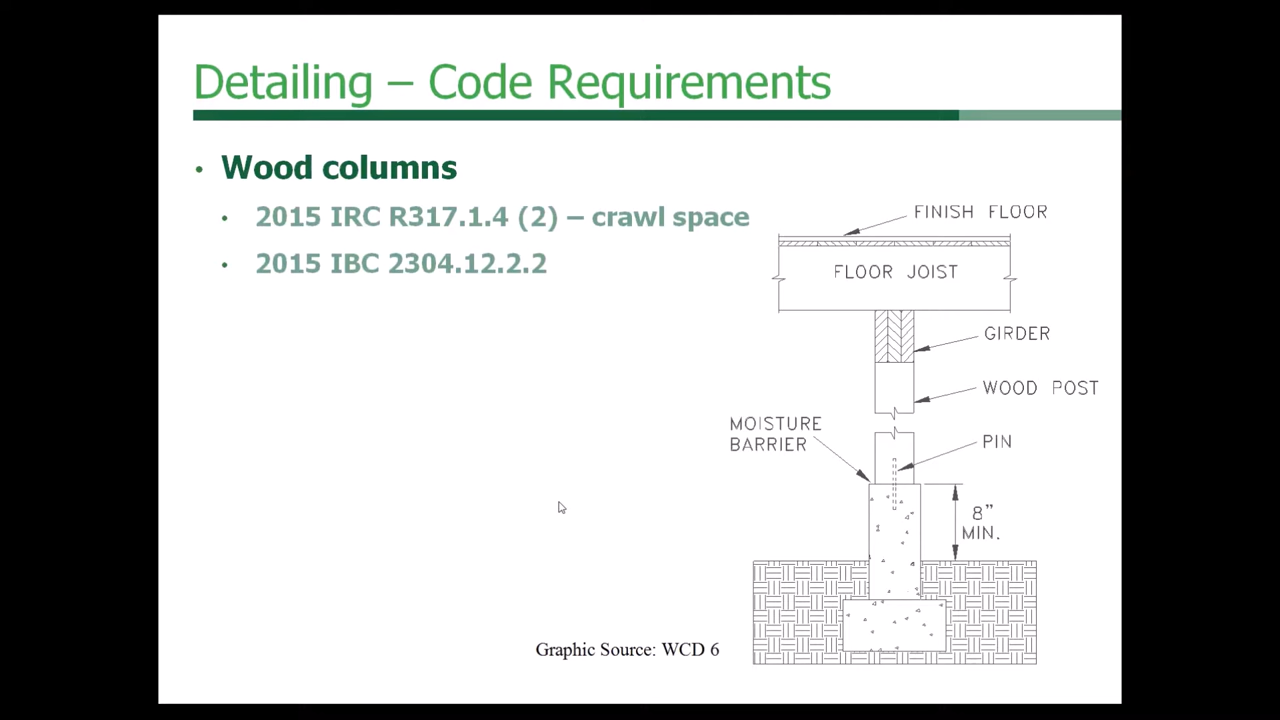 Detailing – Code Requirements
• Wood columns
• 2015 IRC R317.1.4 (2) – crawl space
• 2015 IBC 2304.12.2.2
FINISH FLOOR
FLOOR JOIST
GIRDER
WOOD POST
MOISTURE
BARRIER
PIN
8”
MIN.
Graphic Source: WCD 6